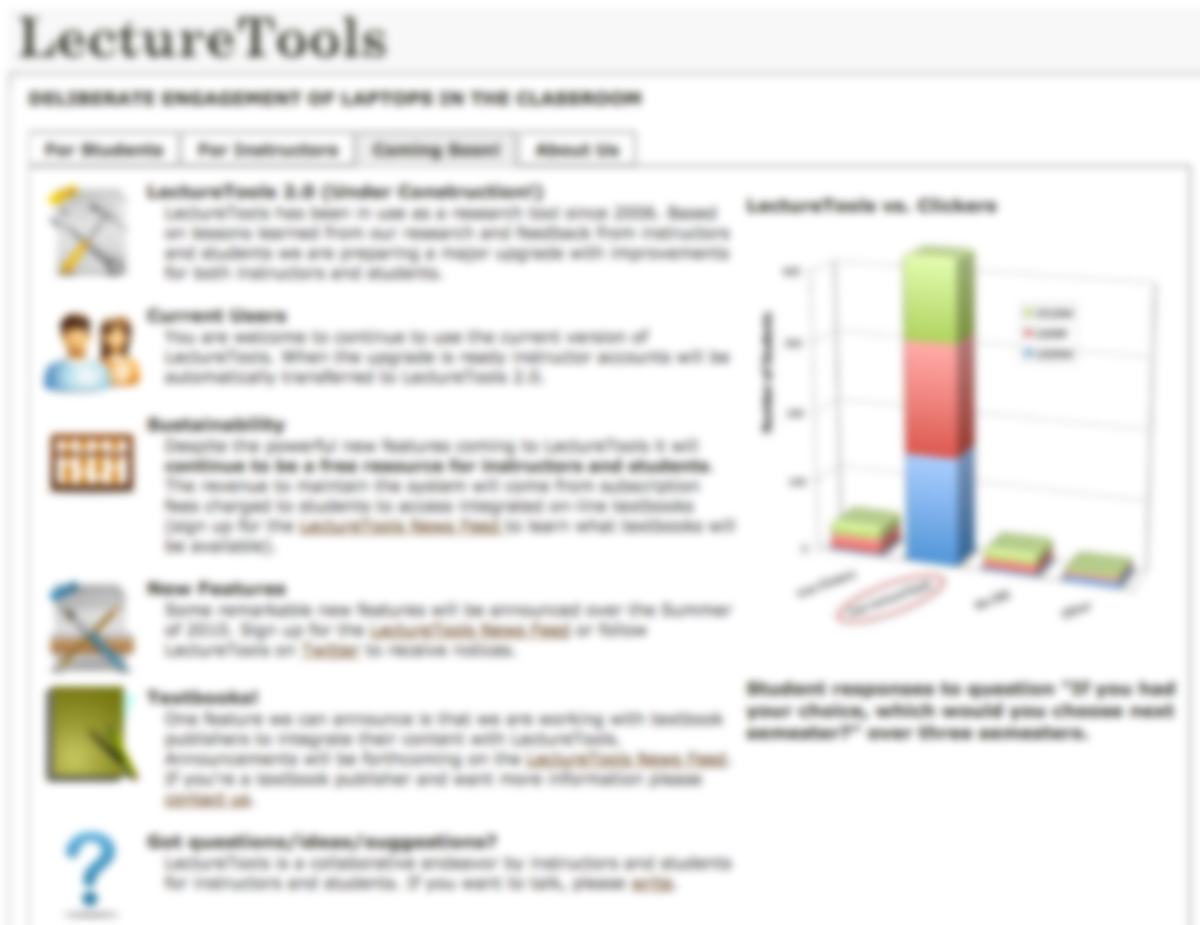 LectureTools
DELIBERATE ENGAGEMENT OF LAPTOPS IN THE CLASSROOM
For Students
For Instructors
Coming Soon!
About Us
LectureTools 2.0 (Under Construction!)
LectureTools has been in use as a research tool since 2006. Based
on lessons learned from our research and feedback from instructors
and students we are preparing a major upgrade with improvements
for both instructors and students.
Current Users
You are welcome to continue to use the current version of
LectureTools. When the upgrade is ready instructor accounts will be
automatically transferred to LectureTools 2.0.
Sustainability
Despite the powerful new features coming to LectureTools it will
continue to be a free resource for instructors and students.
The revenue to maintain the system will come from subscription
fees charged to students to access integrated on-line textbooks
(sign up for the LectureTools News Feed to learn what textbooks will
be available).
New Features
Some remarkable new features will be announced over the Summer
of 2010. Sign up for the LectureTools News Feed or follow
LectureTools on Twitter to receive notices.
Textbooks!
One feature we can announce is that we are working with textbook
publishers to integrate their content with LectureTools.
Announcements will be forthcoming on the LectureTools News Feed.
If you're a textbook publisher and want more information please
contact us.
Got questions/ideas/suggestions?
LectureTools is a collaborative endeavor by instructors and students
for instructors and students. If you want to talk, please write.
LectureTools vs. Clickers
Number of Students
0
Other
Student responses to question "If you had
your choice, which would you choose next
semester?" over three semesters.